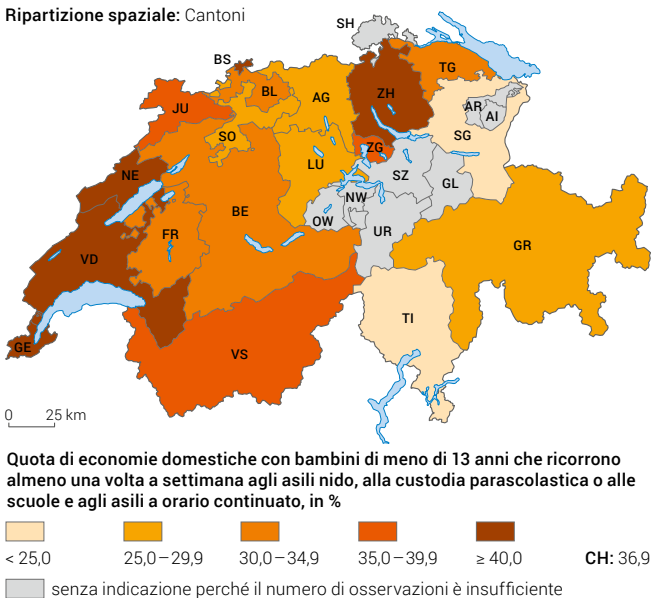 Ripartizione spaziale: Cantoni
SH
BS
TG
BL
ZH
AG
JU
AR
AI
SO
SG
ZG
LU
NE
SZ
GL
NW
BE
OW
FR
UR
GR
VD
TI
GE
VS
0 25 km
Quota di economie domestiche con bambini di meno di 13 anni che ricorrono
almeno una volta a settimana agli asili nido, alla custodia parascolastica o alle
scuole e agli asili a orario continuato, in %
< 25,0 25,0–29,9 30,0–34,9 35,0–39,9 ≥ 40,0 CH: 36,9
senza indicazione perché il numero di osservazioni è insufficiente